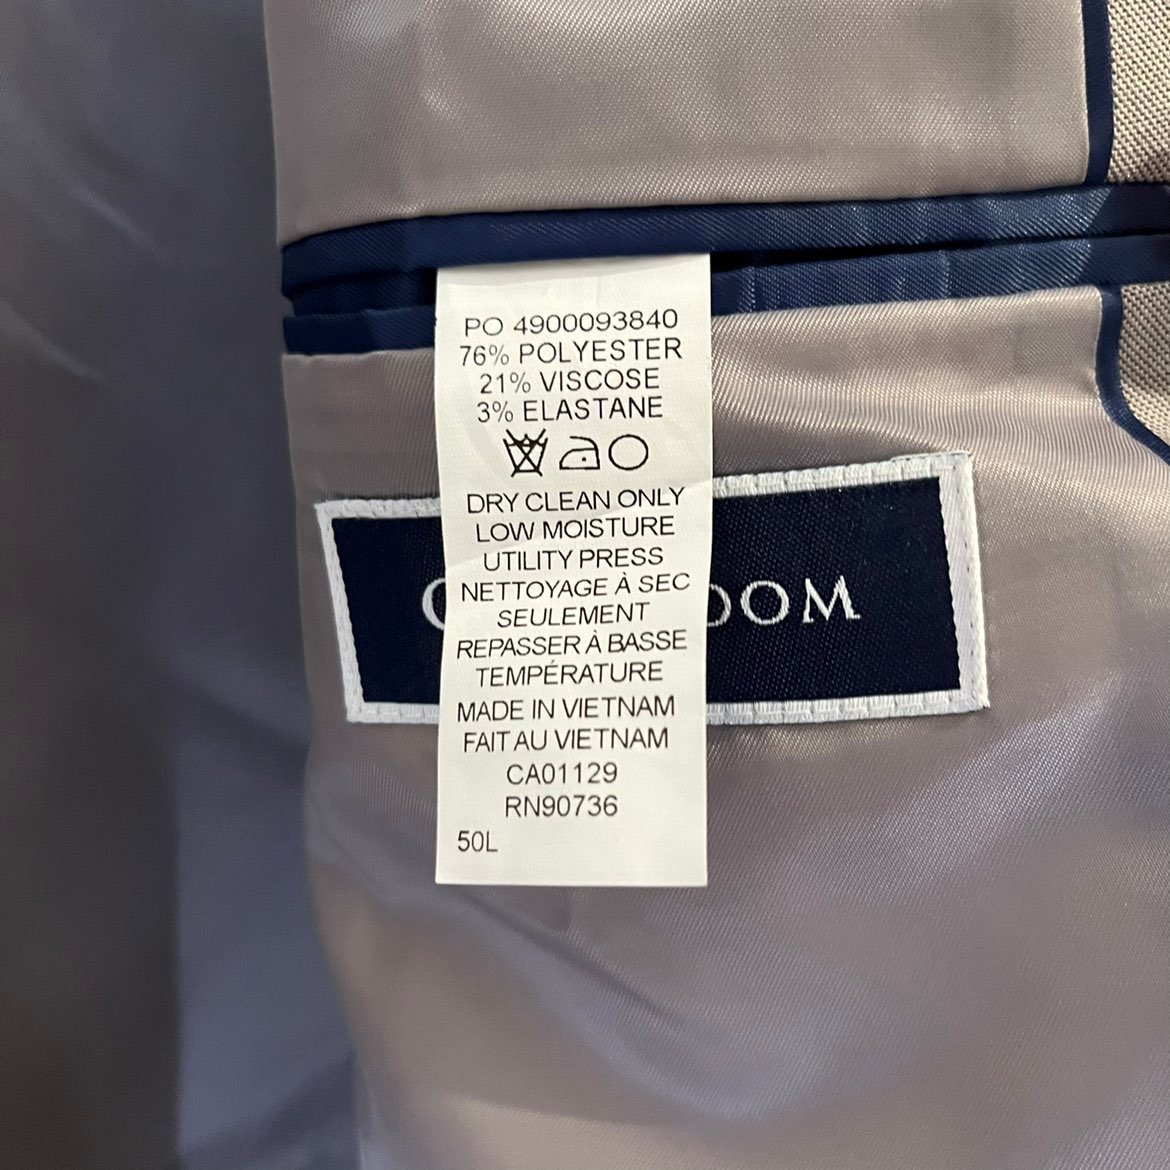 PO 4900093840
76% POLYESTER
21% VISCOSE
3% ELASTANE
DRY CLEAN ONLY
LOW MOISTURE
UTILITY PRESS
NETTOYAGE À SEC
SEULEMENT
REPASSER À BASSE
TEMPÉRATURE
MADE IN VIETNAM
FAIT AU VIETNAM
CA01129
RN90736
50L